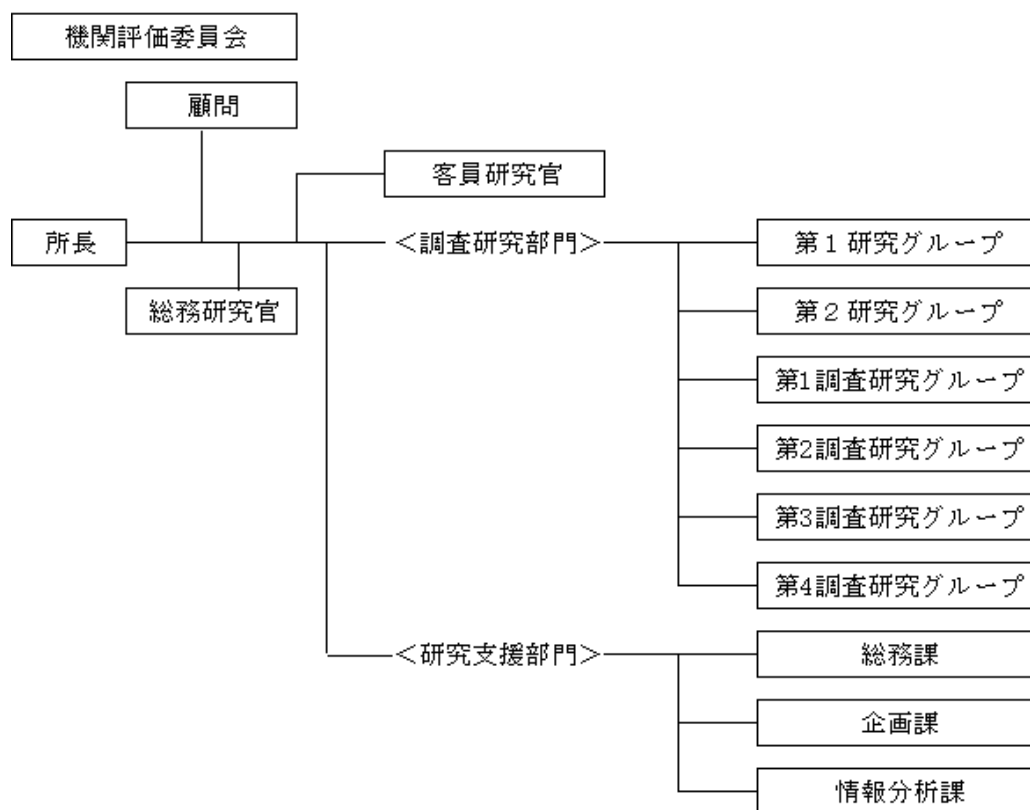 機関評価委員会
顧問
客員研究官
所長
＜調査研究部門＞
総務研究官
第１研究グループ
第２研究グループ
第1調査研究グループ
第2調査研究グループ
第3調査研究グループ
第4調査研究グループ
＜研究支援部門＞
総務課
企画課
情報分析課